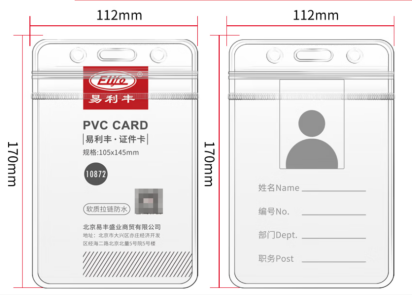 112mm
112mm
170mm
Elifo
易利丰
PVC CARD
易利丰·证件卡
规格:105x145mm
10872
软质拉链防水
北京易丰盛业商贸有限公司
170mm
姓名Name
编号No.
部门Dept.
职务Post